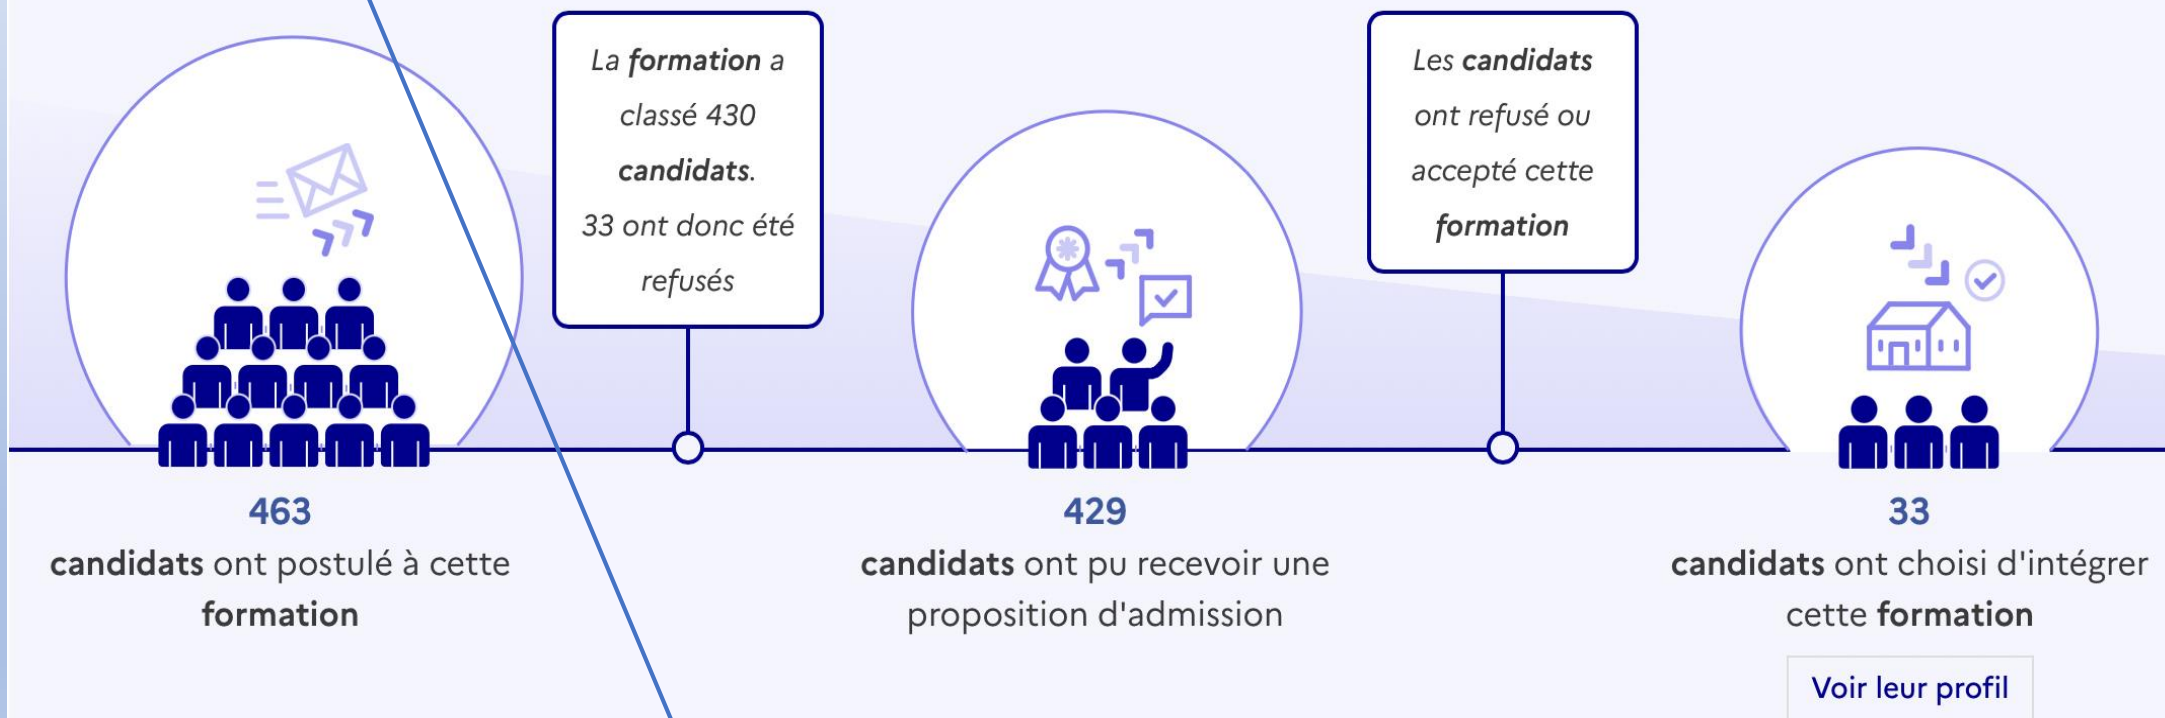 La formation a
classé 430
candidats.
33 ont donc été
refusés
Les candidats
ont refusé ou
accepté cette
formation
463
candidats ont postulé à cette
formation
429
candidats ont pu recevoir une
proposition d'admission
33
candidats ont choisi d'intégrer
cette formation
Voir leur profil